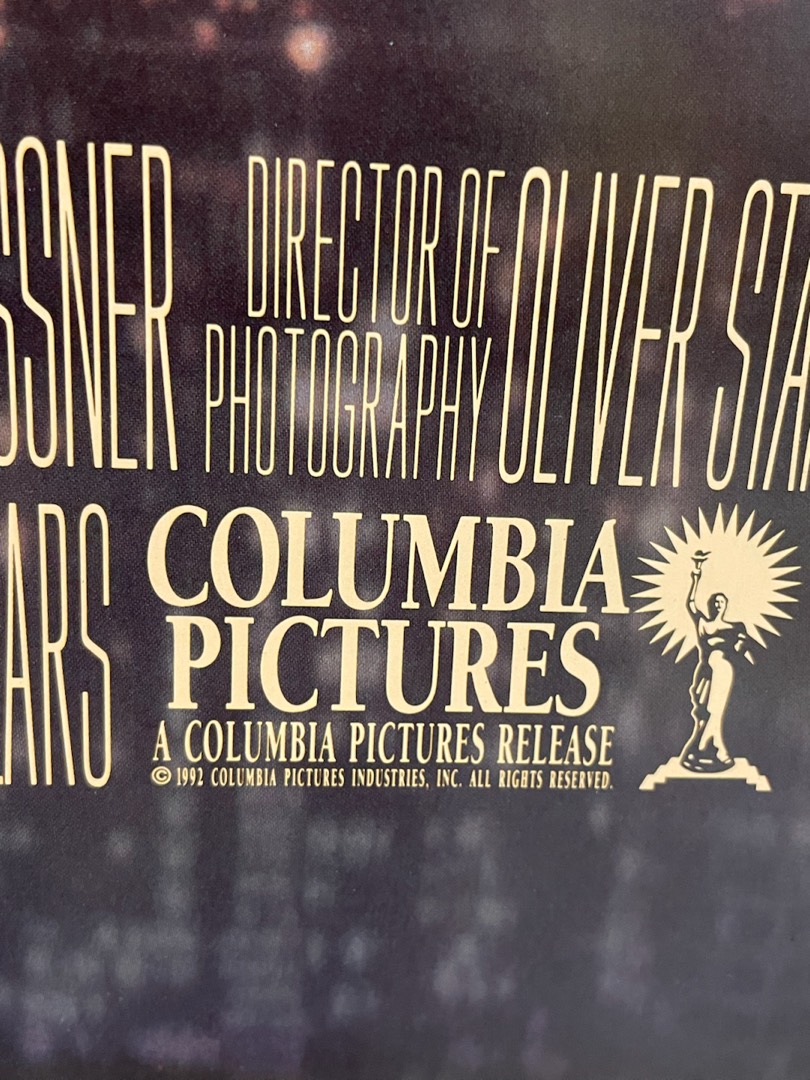 SSNER DIRECTOR OF PHOTOGRAPHY OLIVER STA
EARS COLUMBIA
PICTURES
A COLUMBIA PICTURES RELEASE
© 1992 COLUMBIA PICTURES INDUSTRIES, INC. ALL RIGHTS RESERVED.